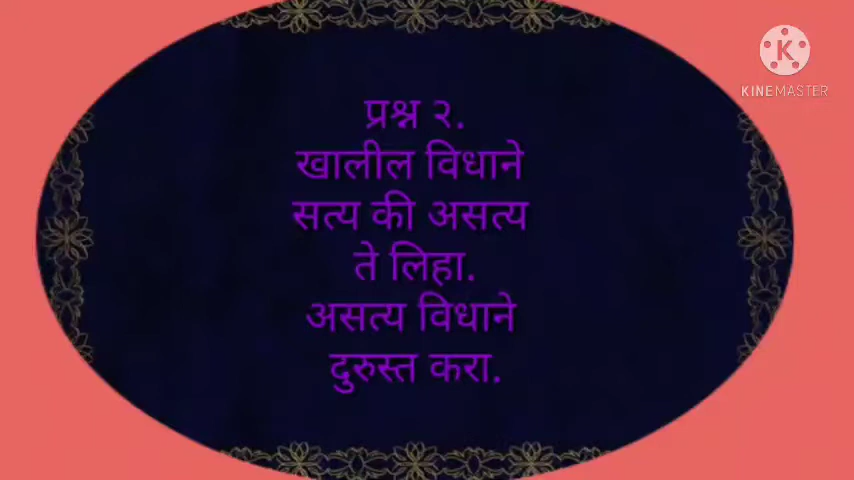 प्रश्न २.
खालील विधाने
सत्य की असत्य
ते लिहा.
असत्य विधाने
दुरुस्त करा.
K
KINEMASTER